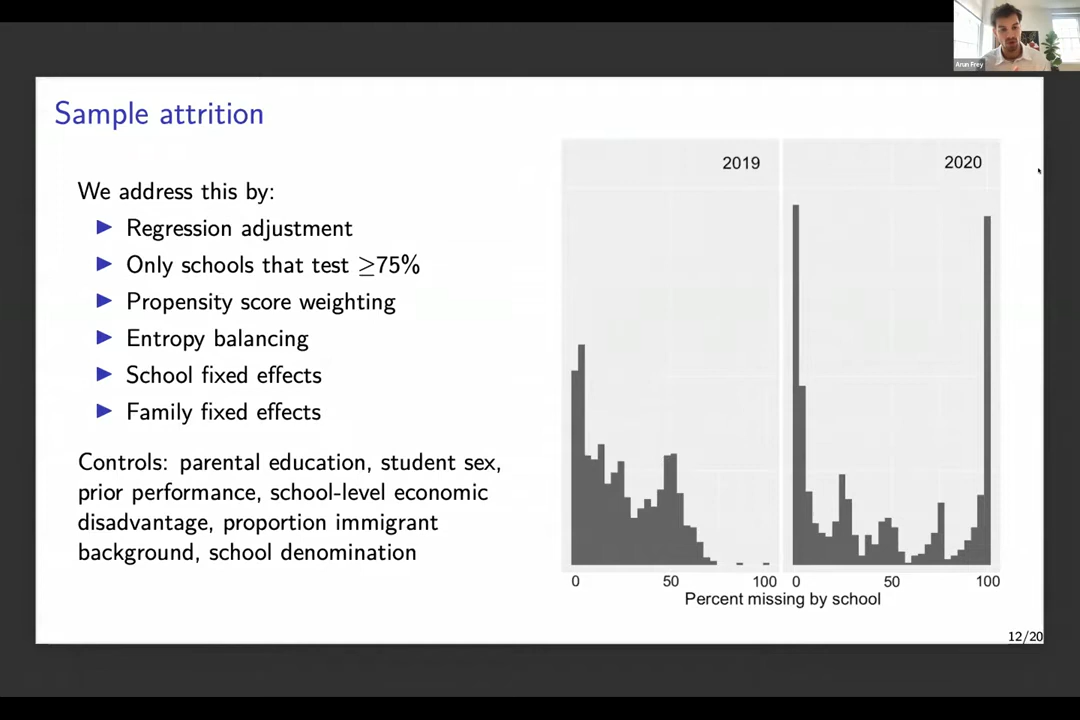 Arun Frey
Sample attrition
We address this by:
▶ Regression adjustment
▶ Only schools that test ≥75%
▶ Propensity score weighting
▶ Entropy balancing
▶ School fixed effects
▶ Family fixed effects
Controls: parental education, student sex,
prior performance, school-level economic
disadvantage, proportion immigrant
background, school denomination
2019 2020
0 50 100 0 50 100
Percent missing by school
12/20